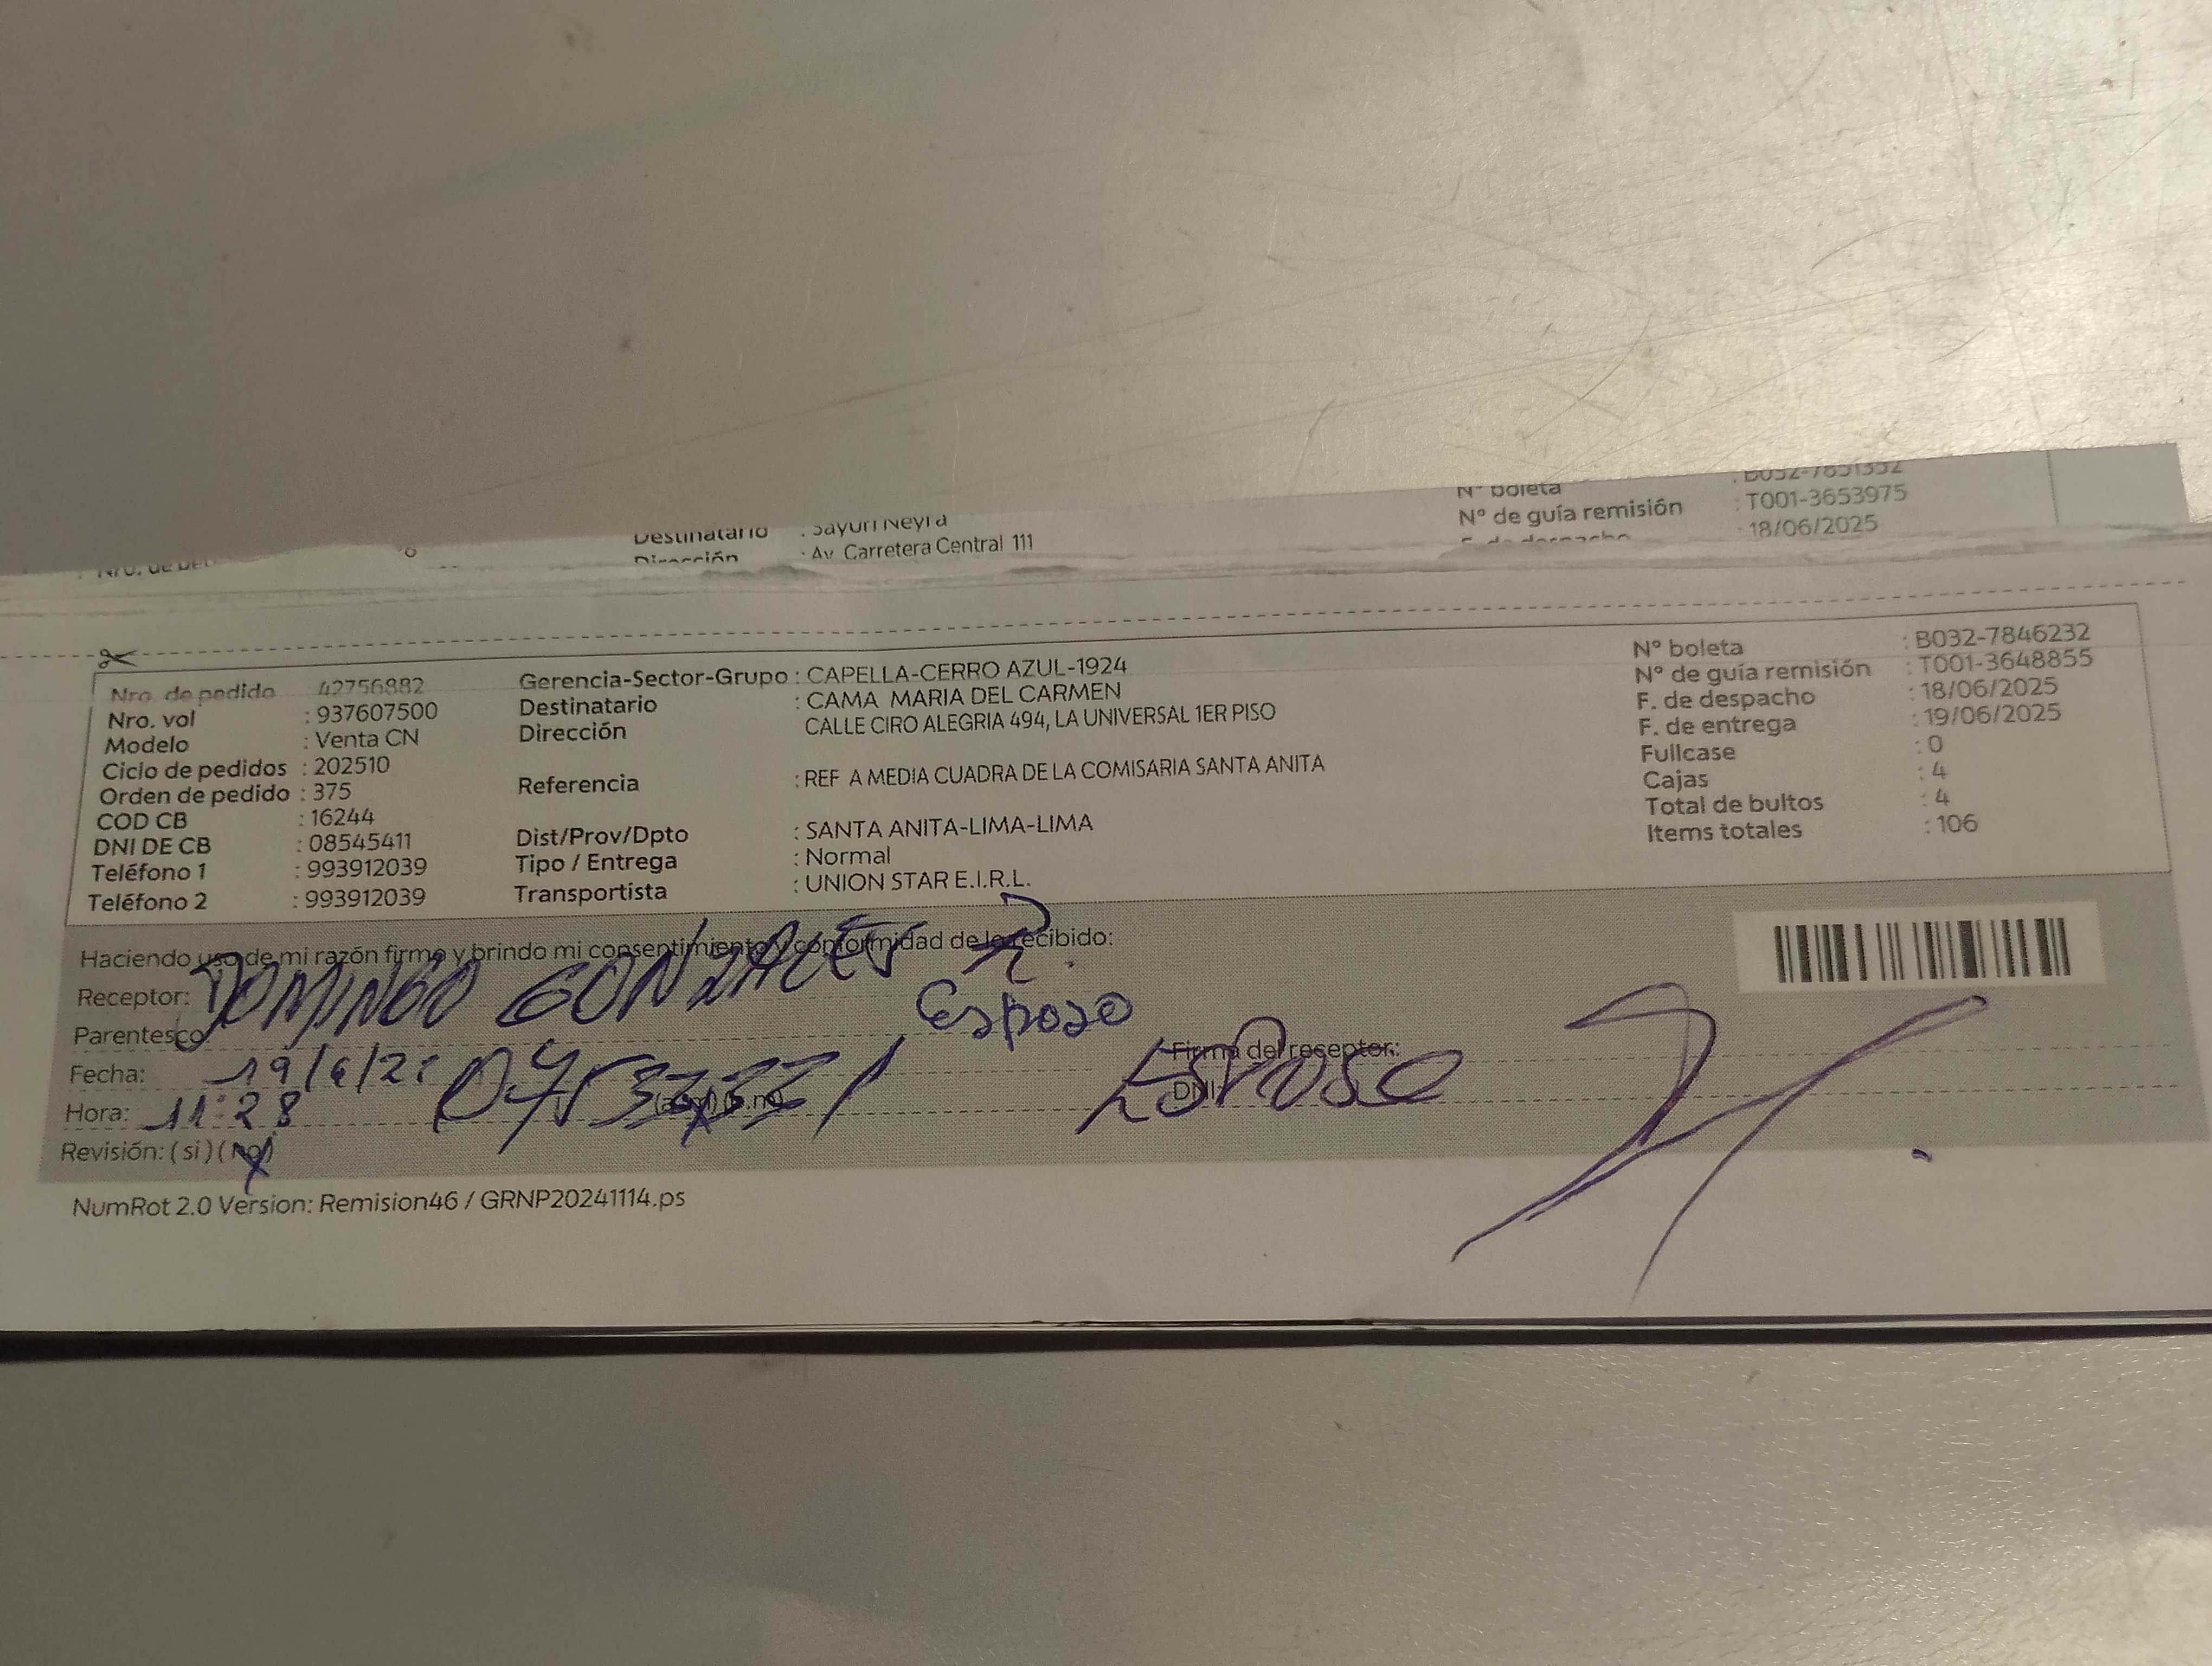 Nº boleta : B032-7851352
Destinatario : Sayuri Neyra Nº de guía remisión : T001-3653975
Dirección : Av. Carretera Central 111 F. de despacho : 18/06/2025
Nro. de pedido : 42756882 Gerencia-Sector-Grupo : CAPELLA-CERRO AZUL-1924 Nº boleta : B032-7846232
Nro. vol : 937607500 Destinatario : CAMA MARIA DEL CARMEN Nº de guía remisión : T001-3648855
Modelo : Venta CN Dirección CALLE CIRO ALEGRIA 494, LA UNIVERSAL 1ER PISO F. de despacho : 18/06/2025
Ciclo de pedidos : 202510 F. de entrega : 19/06/2025
Orden de pedido : 375 Referencia : REF A MEDIA CUADRA DE LA COMISARIA SANTA ANITA Fullcase : 0
COD CB : 16244 Cajas : 4
DNI DE CB : 08545411 Dist/Prov/Dpto : SANTA ANITA-LIMA-LIMA Total de bultos : 4
Teléfono 1 : 993912039 Tipo / Entrega : Normal Items totales : 106
Teléfono 2 : 993912039 Transportista : UNION STAR E.I.R.L.
Haciendo uso de mi razón firmo y brindo mi consentimiento y conformidad de lo recibido:
Receptor: DOMINGO GONZALES
Parentesco: Esposo
Firma del receptor:
Fecha: 19/6/2
DNI: ESPOSO
Hora: 11:28 (a.m) (p.m)
Revisión: (si) (no)
NumRot 2.0 Version: Remision46 / GRNP20241114.ps